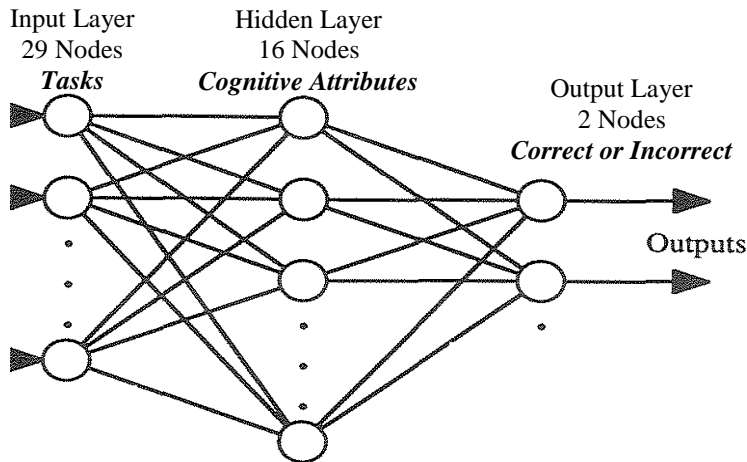 Input Layer
29 Nodes
Tasks
Hidden Layer
16 Nodes
Cognitive Attributes
Output Layer
2 Nodes
Correct or Incorrect
Outputs